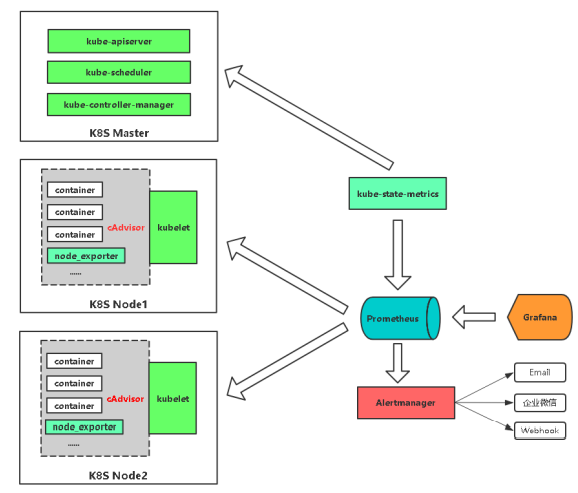 kube-apiserver
kube-scheduler
kube-controller-manager
K8S Master
container
container
container
cAdvisor
node_exporter
......
kubelet
K8S Node1
container
container
container
cAdvisor
node_exporter
......
kubelet
K8S Node2
kube-state-metrics
Prometheus
Grafana
Alertmanager
Email
企业微信
Webhook